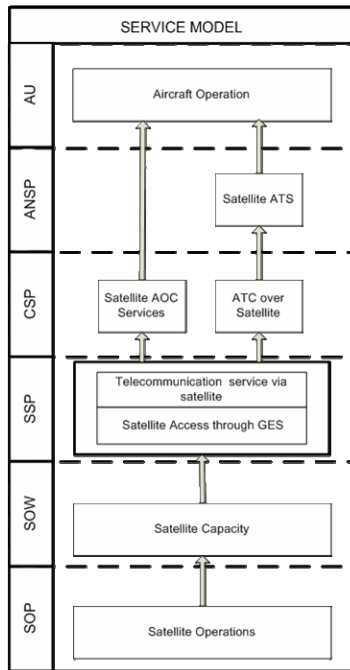 SERVICE MODEL
AU
Aircraft Operation
ANSP
Satellite ATS
CSP
Satellite AOC
Services
ATC over
Satellite
SSP
Telecommunication service via
satellite
Satellite Access through GES
SOW
Satellite Capacity
SOP
Satellite Operations